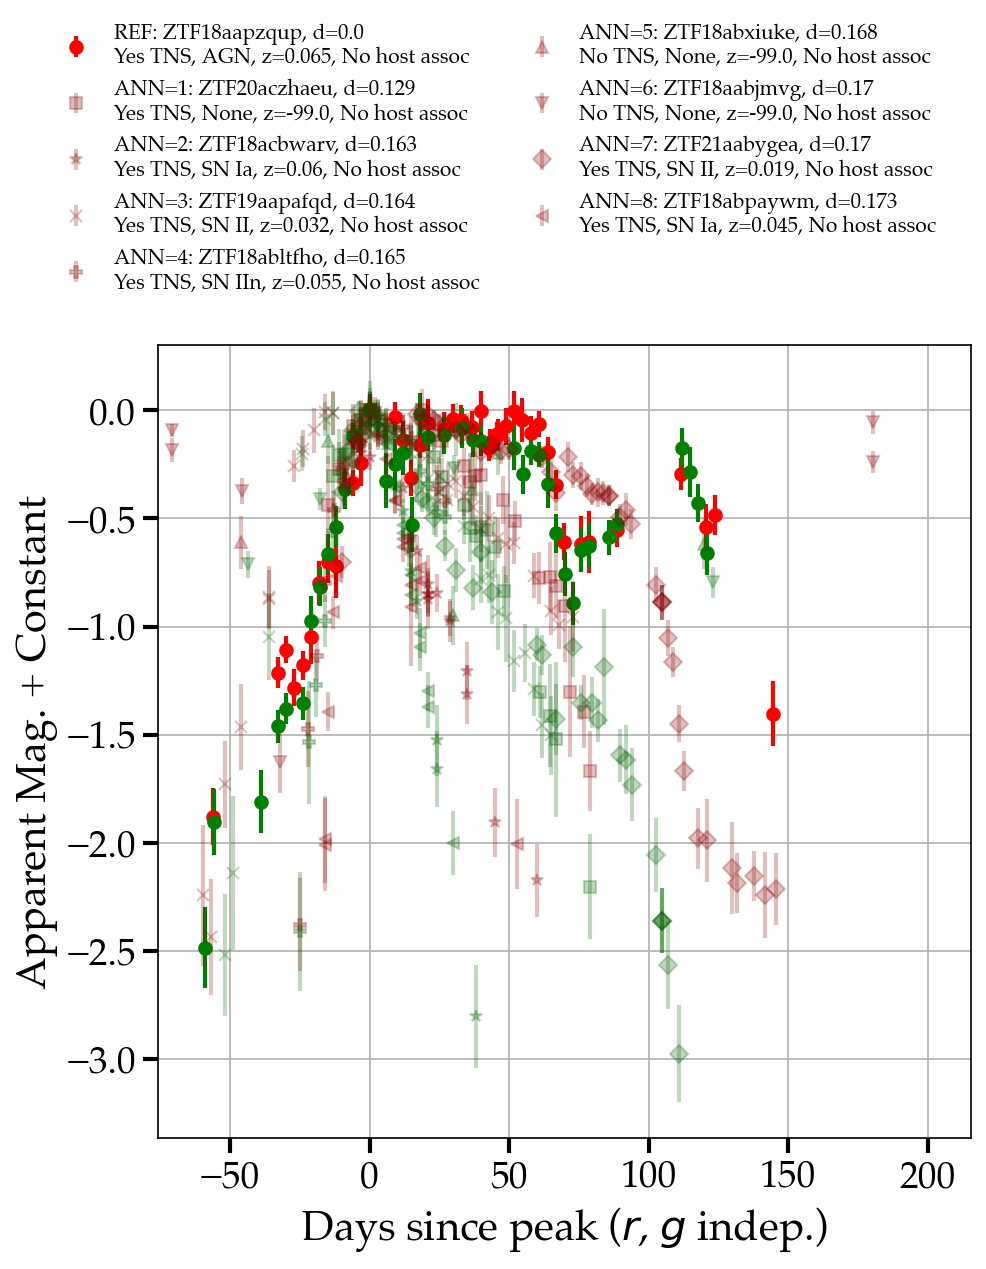 REF: ZTF18aapzqup, d=0.0
Yes TNS, AGN, z=0.065, No host assoc
ANN=1: ZTF20aczhaeu, d=0.129
Yes TNS, None, z=-99.0, No host assoc
ANN=2: ZTF18acbwarv, d=0.163
Yes TNS, SN Ia, z=0.06, No host assoc
ANN=3: ZTF19aapafqd, d=0.164
Yes TNS, SN II, z=0.032, No host assoc
ANN=4: ZTF18abltfho, d=0.165
Yes TNS, SN IIn, z=0.055, No host assoc
ANN=5: ZTF18abxiuke, d=0.168
No TNS, None, z=-99.0, No host assoc
ANN=6: ZTF18aabjmvg, d=0.17
No TNS, None, z=-99.0, No host assoc
ANN=7: ZTF21aabygea, d=0.17
Yes TNS, SN II, z=0.019, No host assoc
ANN=8: ZTF18abpaywm, d=0.173
Yes TNS, SN Ia, z=0.045, No host assoc
Apparent Mag. + Constant
0.0
−0.5
−1.0
−1.5
−2.0
−2.5
−3.0
−50 0 50 100 150 200
Days since peak (r, g indep.)